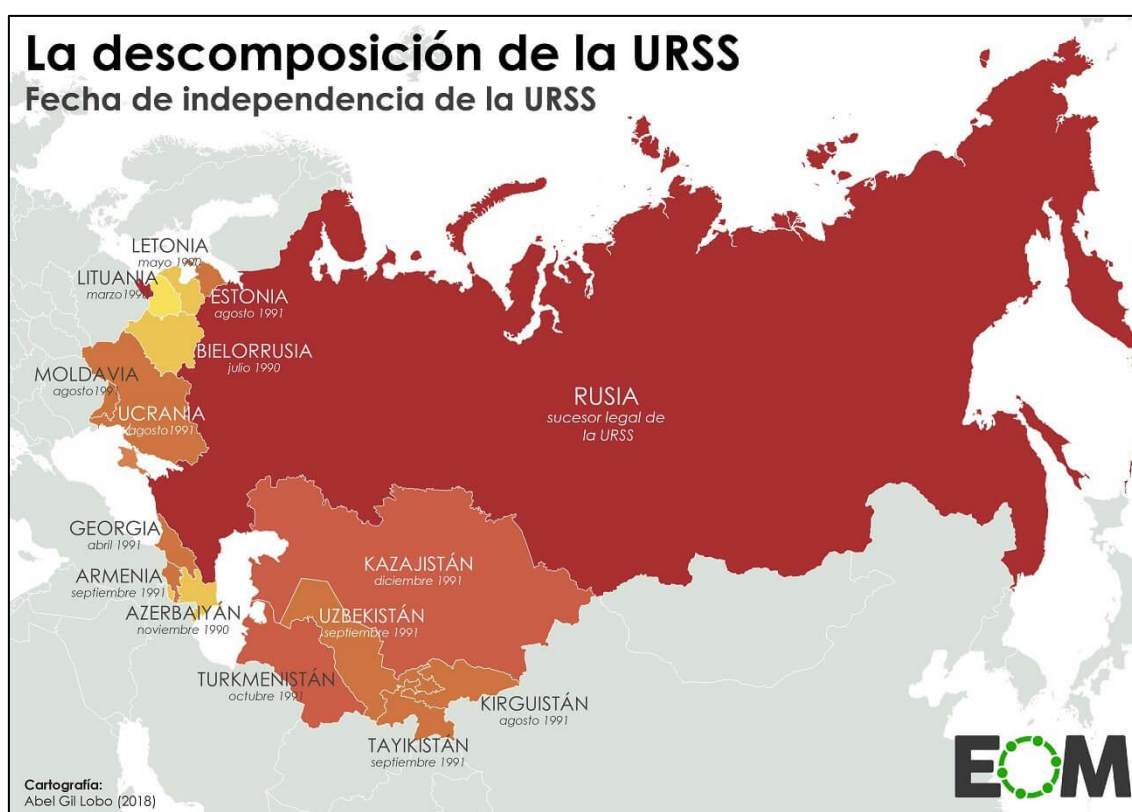 La descomposición de la URSS
Fecha de independencia de la URSS
LETONIA
mayo 1990
LITUANIA
marzo1990
ESTONIA
agosto 1991
BIELORRUSIA
julio 1990
MOLDAVIA
agosto1991
UCRANIA
agosto1991
RUSIA
sucesor legal de
la URSS
GEORGIA
abril 1991
KAZAJISTÁN
diciembre 1991
ARMENIA
septiembre 1991
AZERBAIYÁN
noviembre 1990
UZBEKISTÁN
septiembre 1991
TURKMENISTÁN
octubre 1991
KIRGUISTÁN
agosto 1991
TAYIKISTÁN
septiembre 1991
Cartografía:
Abel Gil Lobo (2018)
EOM